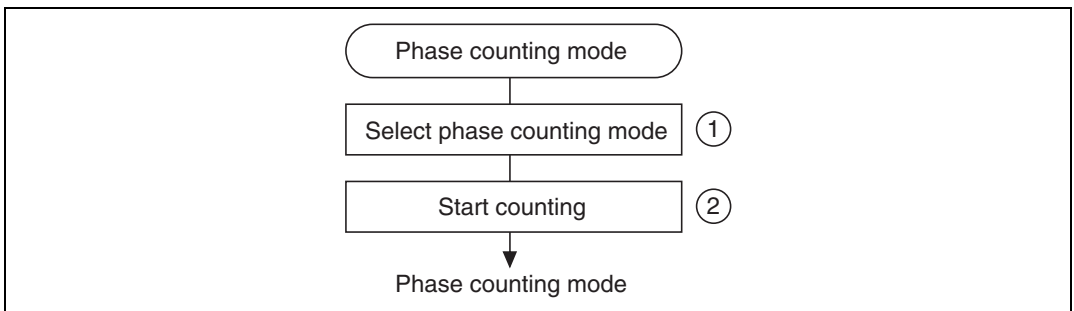 Phase counting mode
Select phase counting mode 1
Start counting 2
Phase counting mode